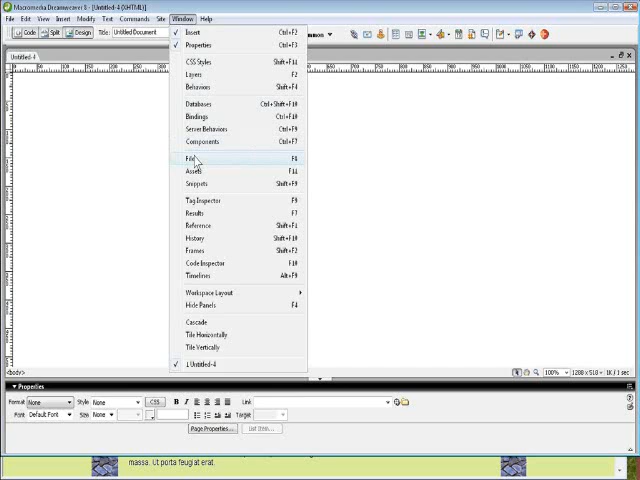 Macromedia Dreamweaver 8 - [Untitled-4 (XHTML)]
File Edit View Insert Modify Text Commands Site Window Help
Code Split Design Title: Untitled Document
Untitled-4
Insert Ctrl+F2
Properties Ctrl+F3
CSS Styles Shift+F11
Layers F2
Behaviors Shift+F4
Databases Ctrl+Shift+F10
Bindings Ctrl+F10
Server Behaviors Ctrl+F9
Components Ctrl+F7
Files F8
Assets F11
Snippets Shift+F9
Tag Inspector F9
Results F7
Reference Shift+F1
History Shift+F10
Frames Shift+F2
Code Inspector F10
Timelines Alt+F9
Workspace Layout
Hide Panels F4
Cascade
Tile Horizontally
Tile Vertically
1 Untitled-4
<body> 100% 1288 x 518 1K / 1 sec
Properties
Format None Style None CSS B I Link
Font Default Font Size None Target
Page Properties... List Item...
massa. Ut porta feugiat erat.